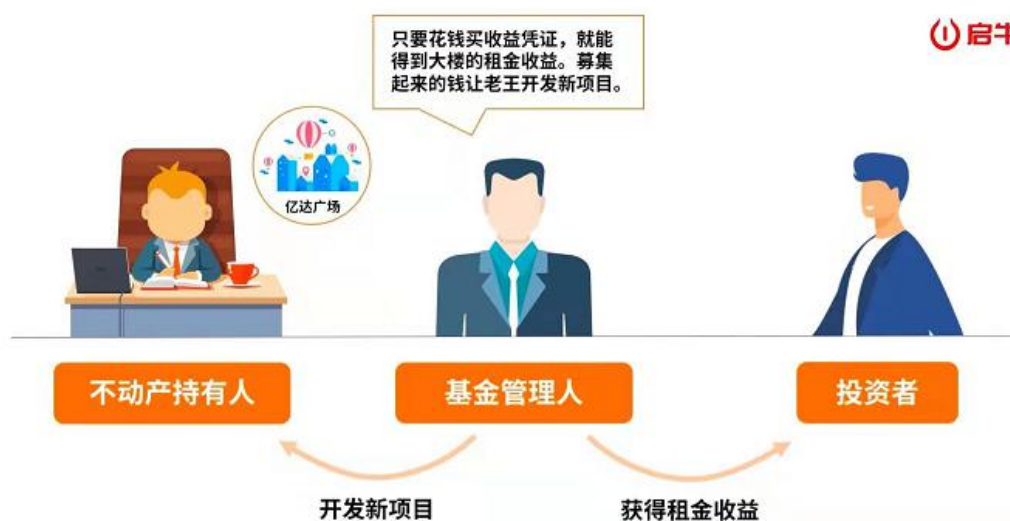 只要花钱买收益凭证，就能
得到大楼的租金收益。募集
起来的钱让老王开发新项目。
启牛
亿达广场
不动产持有人
基金管理人
投资者
开发新项目
获得租金收益